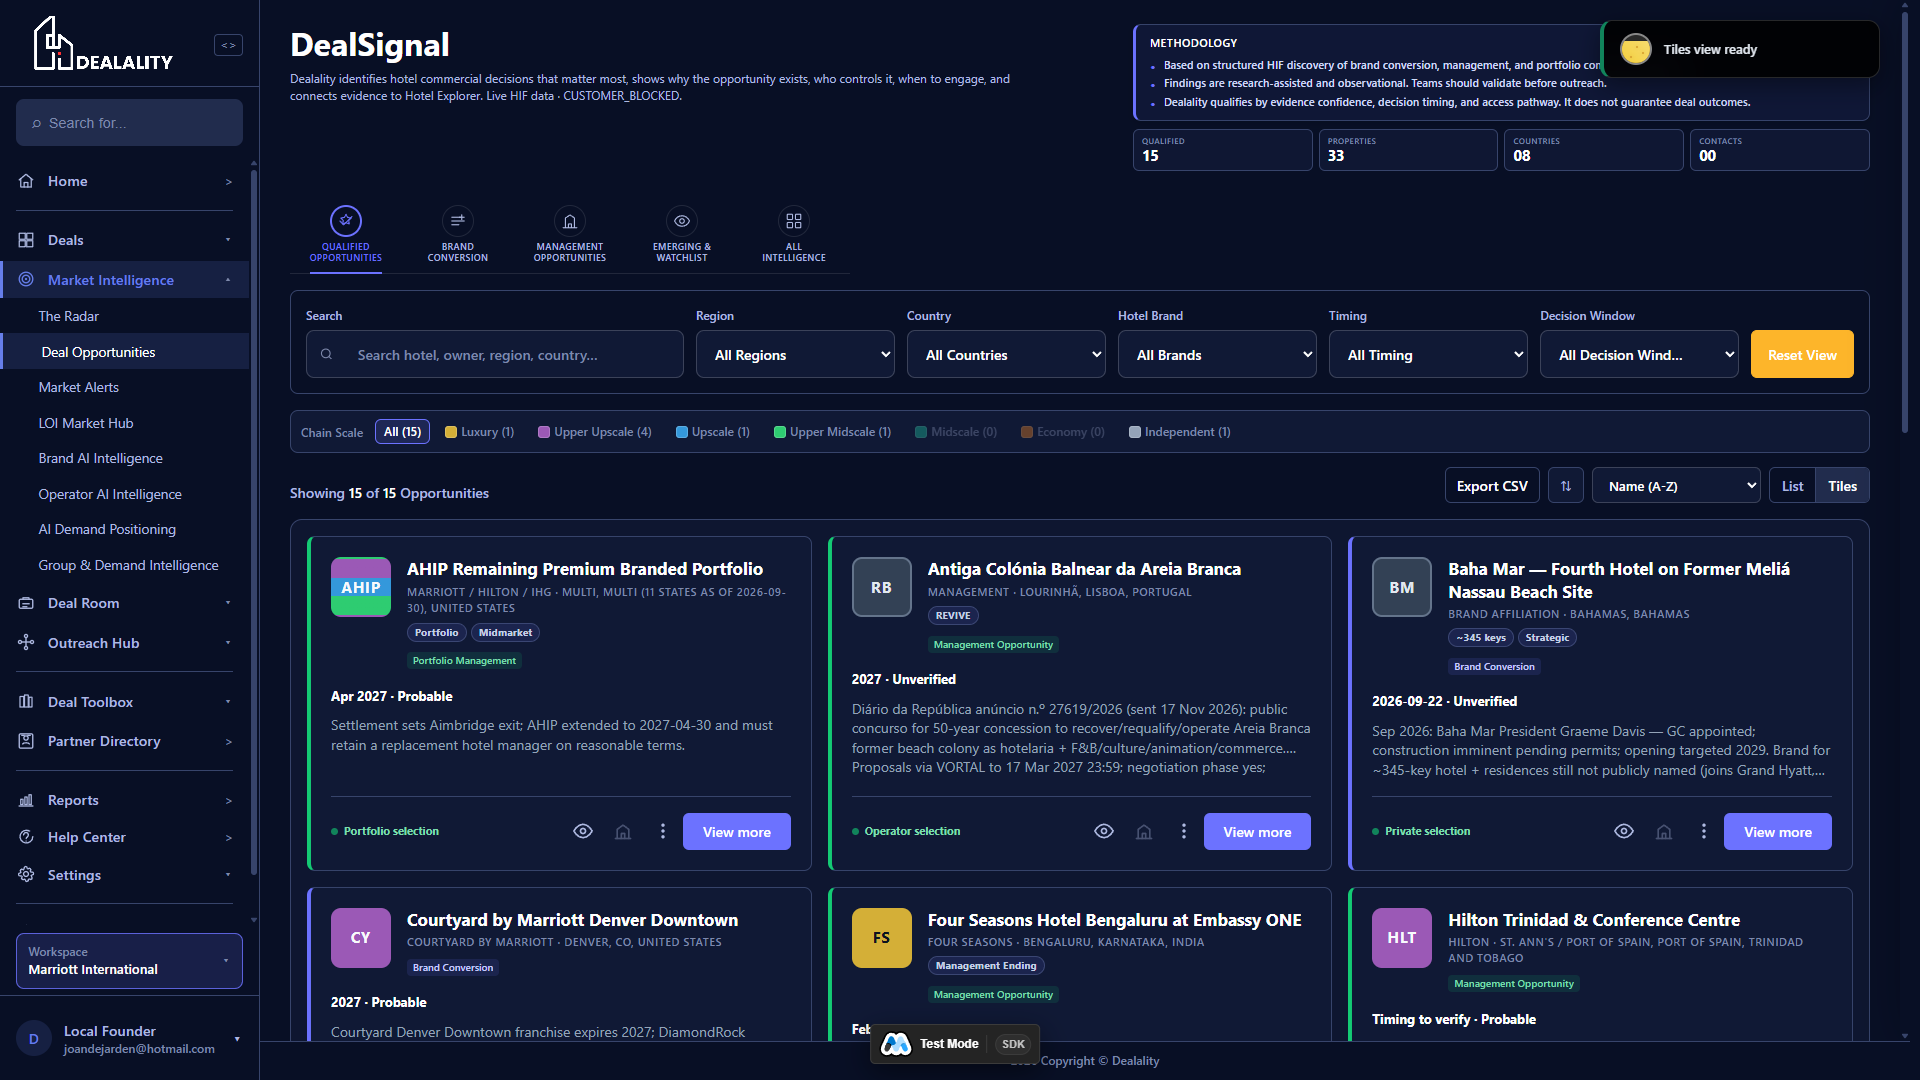 DEALALITY
< >
Search for...
Home
Deals
Market Intelligence
The Radar
Deal Opportunities
Market Alerts
LOI Market Hub
Brand AI Intelligence
Operator AI Intelligence
AI Demand Positioning
Group & Demand Intelligence
Deal Room
Outreach Hub
Deal Toolbox
Partner Directory
Reports
Help Center
Settings
Workspace
Marriott International
D
Local Founder
joandejarden@hotmail.com
DealSignal
Dealality identifies hotel commercial decisions that matter most, shows why the opportunity exists, who controls it, when to engage, and
connects evidence to Hotel Explorer. Live HIF data · CUSTOMER_BLOCKED.
METHODOLOGY
• Based on structured HIF discovery of brand conversion, management, and portfolio
• Findings are research-assisted and observational. Teams should validate before outreach.
• Dealality qualifies by evidence confidence, decision timing, and access pathway. It does not guarantee deal outcomes.
Tiles view ready
QUALIFIED
15
PROPERTIES
33
COUNTRIES
08
CONTACTS
00
QUALIFIED
OPPORTUNITIES
BRAND
CONVERSION
MANAGEMENT
OPPORTUNITIES
EMERGING &
WATCHLIST
ALL
INTELLIGENCE
Search
Search hotel, owner, region, country...
Region
All Regions
Country
All Countries
Hotel Brand
All Brands
Timing
All Timing
Decision Window
All Decision Wind...
Reset View
Chain Scale
All (15)
Luxury (1)
Upper Upscale (4)
Upscale (1)
Upper Midscale (1)
Midscale (0)
Economy (0)
Independent (1)
Showing 15 of 15 Opportunities
Export CSV
Name (A-Z)
List
Tiles
AHIP
AHIP Remaining Premium Branded Portfolio
MARRIOTT / HILTON / IHG · MULTI, MULTI (11 STATES AS OF 2026-09-
30), UNITED STATES
Portfolio
Midmarket
Portfolio Management
Apr 2027 · Probable
Settlement sets Aimbridge exit; AHIP extended to 2027-04-30 and must
retain a replacement hotel manager on reasonable terms.
Portfolio selection
View more
RB
Antiga Colónia Balnear da Areia Branca
MANAGEMENT · LOURINHÃ, LISBOA, PORTUGAL
REVIVE
Management Opportunity
2027 · Unverified
Diário da República anúncio n.º 27619/2026 (sent 17 Nov 2026): public
concurso for 50-year concession to recover/requalify/operate Areia Branca
former beach colony as hotelaria + F&B/culture/animation/commerce....
Proposals via VORTAL to 17 Mar 2027 23:59; negotiation phase yes;
Operator selection
View more
BM
Baha Mar — Fourth Hotel on Former Meliá
Nassau Beach Site
BRAND AFFILIATION · BAHAMAS, BAHAMAS
~345 keys
Strategic
Brand Conversion
2026-09-22 · Unverified
Sep 2026: Baha Mar President Graeme Davis — GC appointed;
construction imminent pending permits; opening targeted 2029. Brand for
~345-key hotel + residences still not publicly named (joins Grand Hyatt,...
Private selection
View more
CY
Courtyard by Marriott Denver Downtown
COURTYARD BY MARRIOTT · DENVER, CO, UNITED STATES
Brand Conversion
2027 · Probable
Courtyard Denver Downtown franchise expires 2027; DiamondRock
FS
Four Seasons Hotel Bengaluru at Embassy ONE
FOUR SEASONS · BENGALURU, KARNATAKA, INDIA
Management Ending
Management Opportunity
HLT
Hilton Trinidad & Conference Centre
HILTON · ST. ANN'S / PORT OF SPAIN, PORT OF SPAIN, TRINIDAD
AND TOBAGO
Management Opportunity
Timing to verify · Probable
Test Mode
SDK
Copyright © Dealality